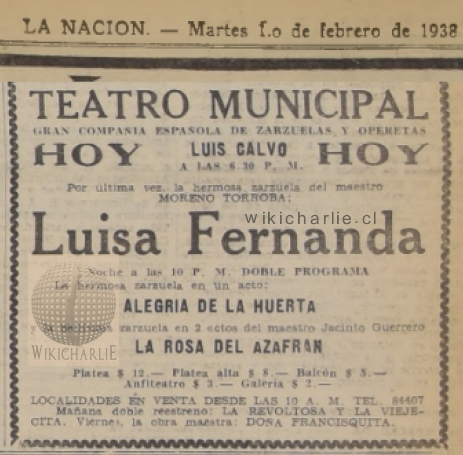 LA NACION. — Martes 1.o de febrero de 1938
TEATRO MUNICIPAL
GRAN COMPAÑIA ESPAÑOLA DE ZARZUELAS Y OPERETAS
HOY LUIS CALVO HOY
A LAS 6.30 P. M.
Por última vez, la hermosa zarzuela del maestro
MORENO TORROBA:
wikicharlie.cl
Luisa Fernanda
Noche a las 10 P. M. DOBLE PROGRAMA
La hermosa zarzuela en un acto:
ALEGRIA DE LA HUERTA
y la bellísima zarzuela en 2 actos del maestro Jacinto Guerrero
WIKICHARLIE
LA ROSA DEL AZAFRAN
Platea $ 12.— Platea alta $ 8.— Balcón $ 5.—
Anfiteatro $ 3.— Galería $ 2.—
LOCALIDADES EN VENTA DESDE LAS 10 A. M. TEL. 84407
Mañana doble reestreno: LA REVOLTOSA Y LA VIEJE-
CITA. Viernes, la obra maestra: DOÑA FRANCISQUITA.